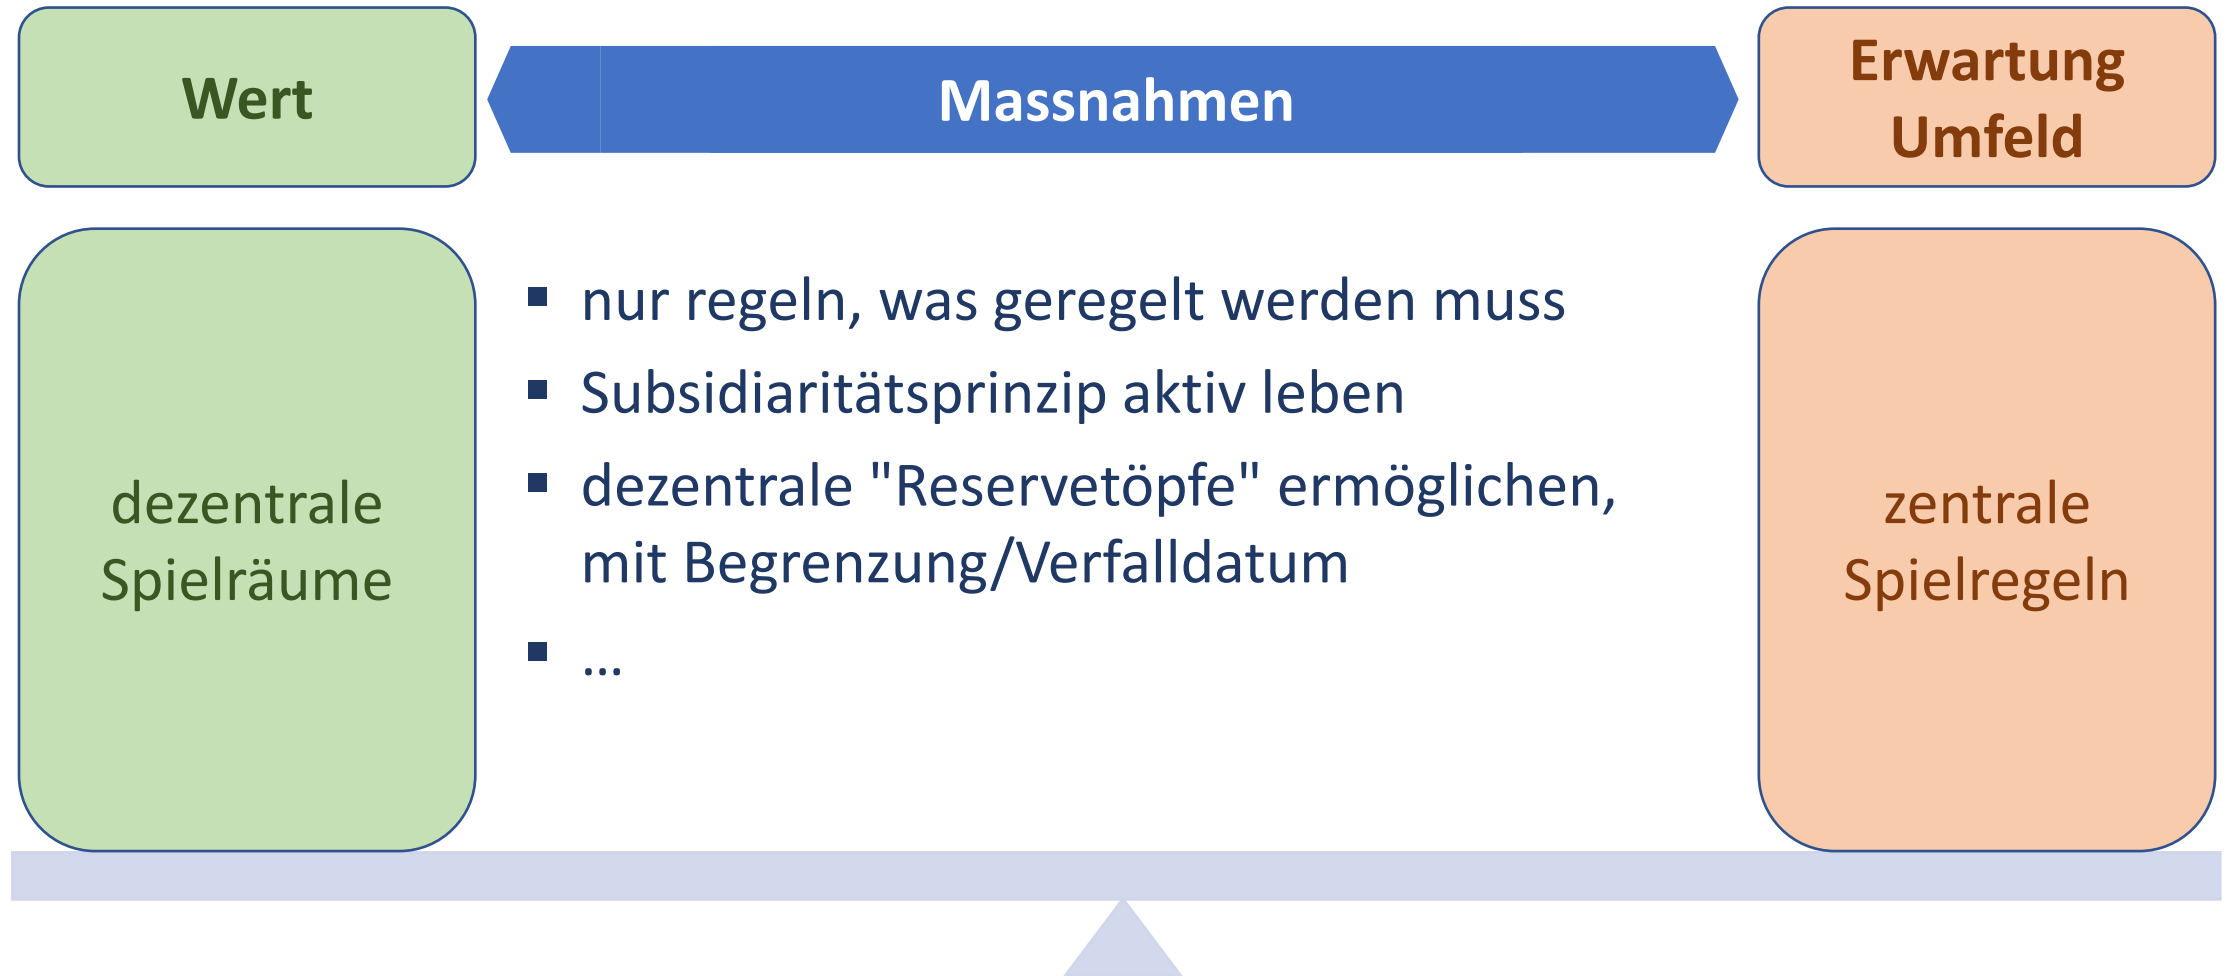 Wert
Massnahmen
Erwartung
Umfeld
dezentrale
Spielräume
▪ nur regeln, was geregelt werden muss
▪ Subsidiaritätsprinzip aktiv leben
▪ dezentrale "Reservetöpfe" ermöglichen,
mit Begrenzung/Verfalldatum
▪ ...
zentrale
Spielregeln